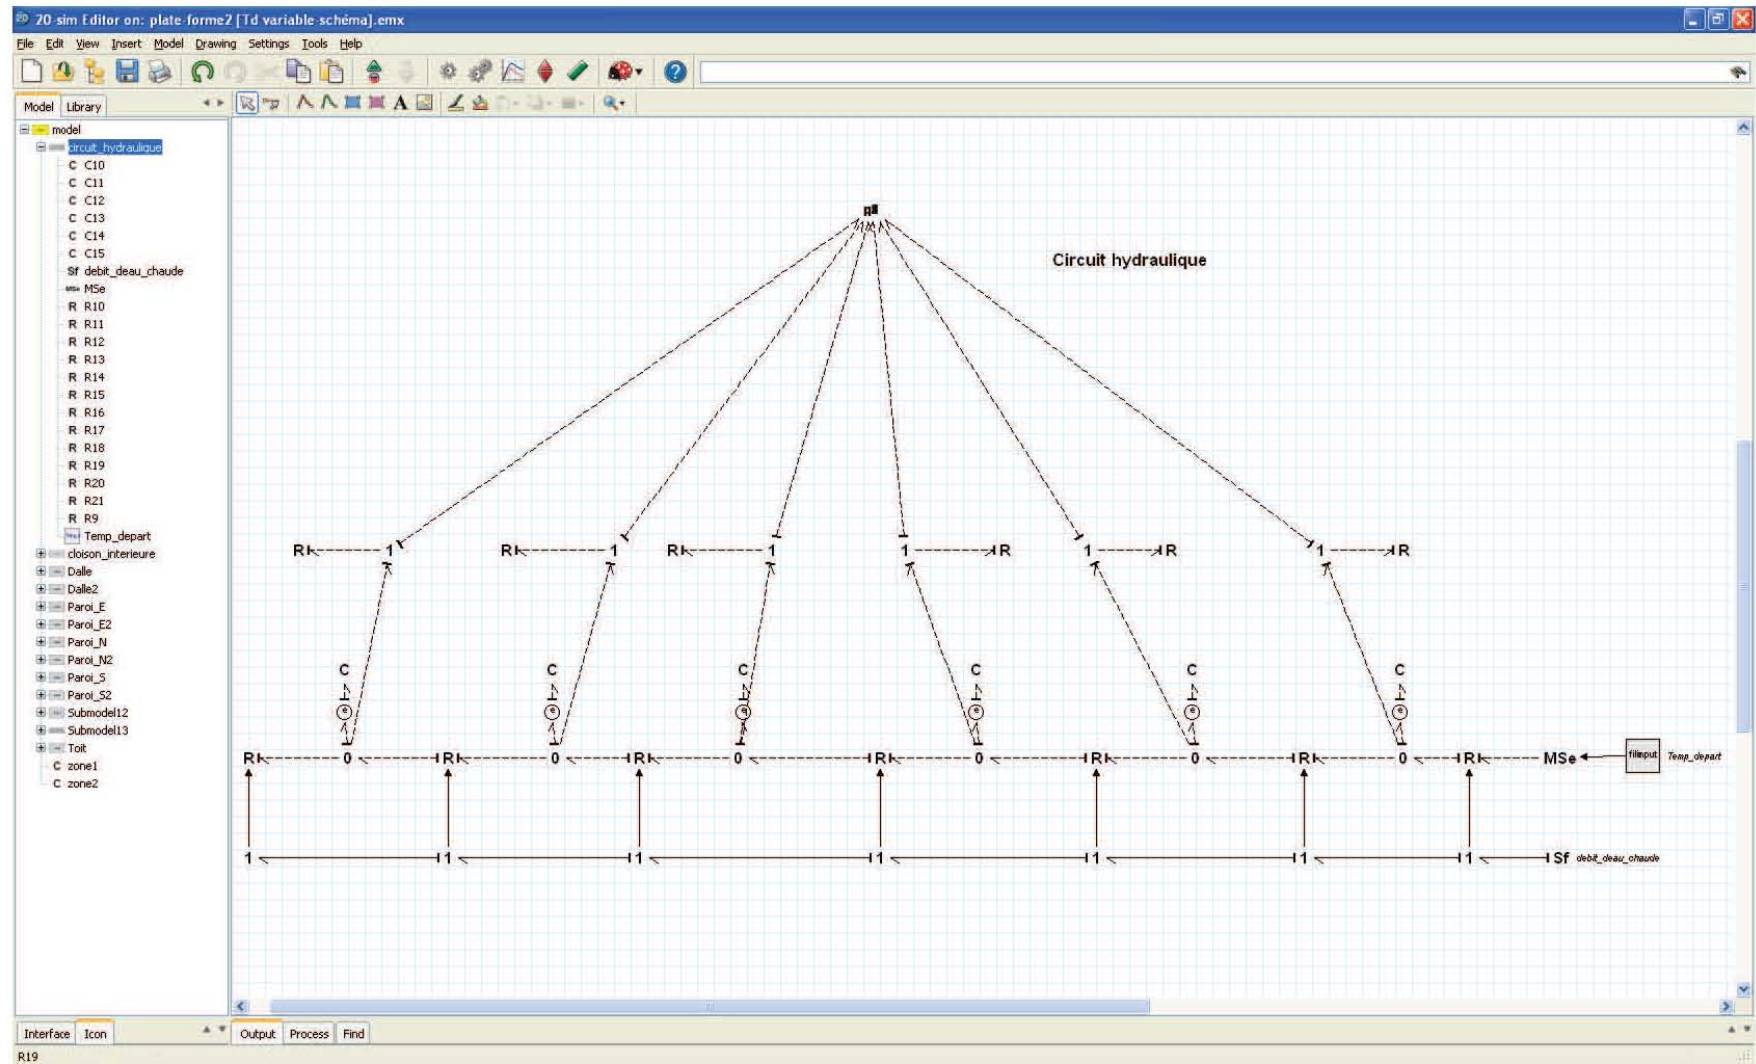 20-sim Editor on: plate-forme2 [Td variable-schéma].emx
File Edit View Insert Model Drawing Settings Tools Help
Model Library
model
circuit_hydraulique
C C10
C C11
C C12
C C13
C C14
C C15
Sf debit_deau_chaude
MSe MSe
R R10
R R11
R R12
R R13
R R14
R R15
R R16
R R17
R R18
R R19
R R20
R R21
R R9
Temp_depart
cloison_interieure
Dalle
Dalle2
Paroi_E
Paroi_E2
Paroi_N
Paroi_N2
Paroi_S
Paroi_S2
Submodel12
Submodel13
Toit
C zone1
C zone2
Circuit hydraulique
R 1 R 1 R 1 1 R 1 R 1 R
C C C C C C
e e e e e e
R 0 R 0 R 0 R 0 R 0 R 0 R MSe fileinput Temp_depart
1 1 1 1 1 1 1 Sf debit_deau_chaude
Interface Icon Output Process Find
R19